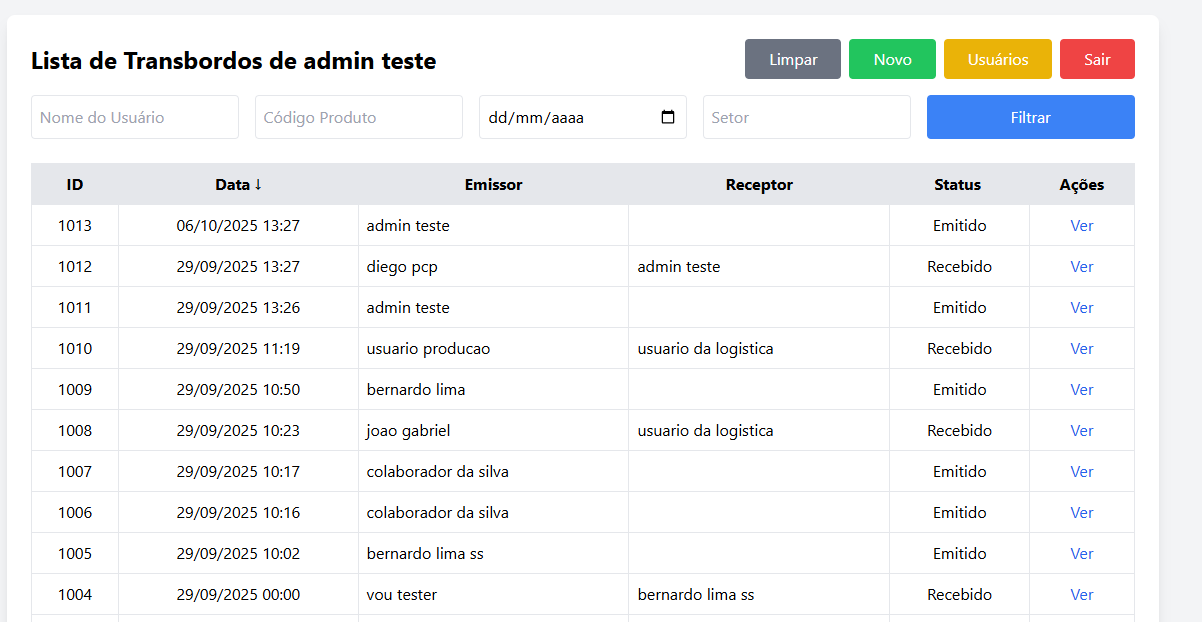 Lista de Transbordos de admin teste Limpar Novo Usuários Sair
Nome do Usuário Código Produto dd/mm/aaaa Setor Filtrar
ID Data ↓ Emissor Receptor Status Ações
1013 06/10/2025 13:27 admin teste Emitido Ver
1012 29/09/2025 13:27 diego pcp admin teste Recebido Ver
1011 29/09/2025 13:26 admin teste Emitido Ver
1010 29/09/2025 11:19 usuario producao usuario da logistica Recebido Ver
1009 29/09/2025 10:50 bernardo lima Emitido Ver
1008 29/09/2025 10:23 joao gabriel usuario da logistica Recebido Ver
1007 29/09/2025 10:17 colaborador da silva Emitido Ver
1006 29/09/2025 10:16 colaborador da silva Emitido Ver
1005 29/09/2025 10:02 bernardo lima ss Emitido Ver
1004 29/09/2025 00:00 vou tester bernardo lima ss Recebido Ver